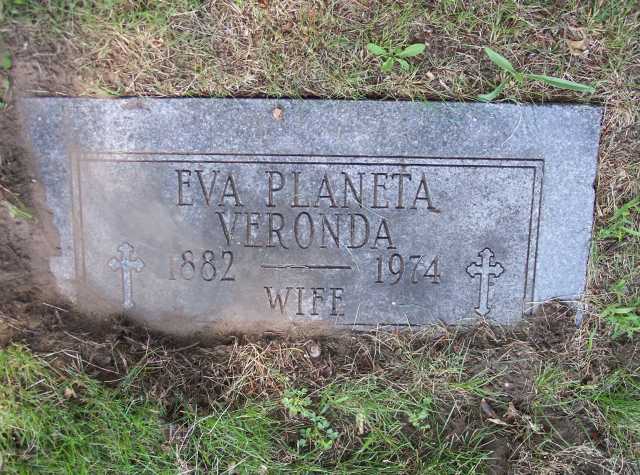 EVA PLANETA
VERONDA
1882 — 1974
WIFE